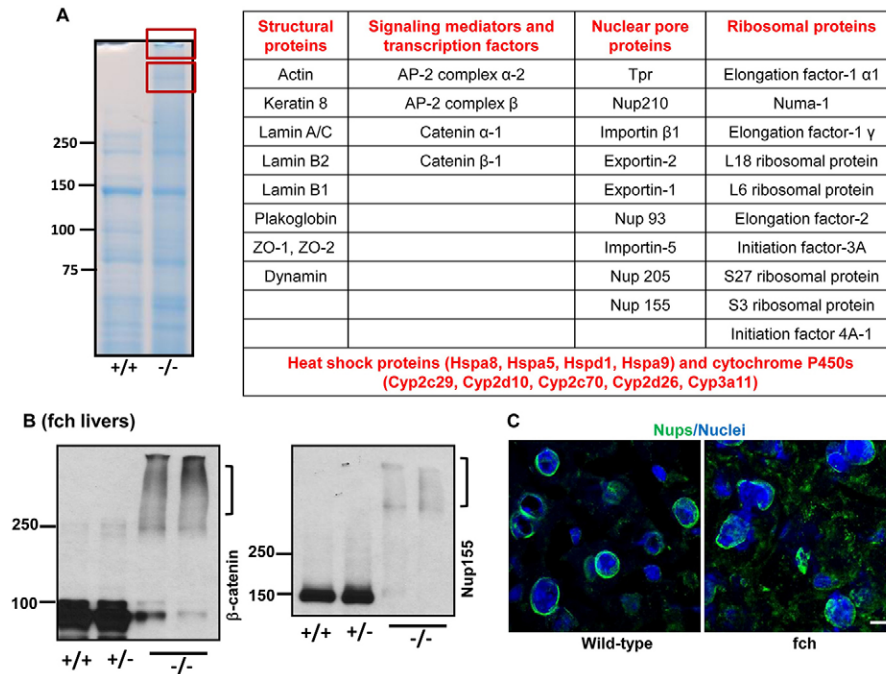 A
250
150
100
75
+/+ -/-
Structural proteins Signaling mediators and transcription factors Nuclear pore proteins Ribosomal proteins
Actin AP-2 complex α-2 Tpr Elongation factor-1 α1
Keratin 8 AP-2 complex β Nup210 Numa-1
Lamin A/C Catenin α-1 Importin β1 Elongation factor-1 γ
Lamin B2 Catenin β-1 Exportin-2 L18 ribosomal protein
Lamin B1 Exportin-1 L6 ribosomal protein
Plakoglobin Nup 93 Elongation factor-2
ZO-1, ZO-2 Importin-5 Initiation factor-3A
Dynamin Nup 205 S27 ribosomal protein
Nup 155 S3 ribosomal protein
Initiation factor 4A-1
Heat shock proteins (Hspa8, Hspa5, Hspd1, Hspa9) and cytochrome P450s
(Cyp2c29, Cyp2d10, Cyp2c70, Cyp2d26, Cyp3a11)
B (fch livers)
250
100
β-catenin
+/+ +/- -/-
250
150
Nup155
+/+ +/- -/-
C
Nups/Nuclei
Wild-type fch